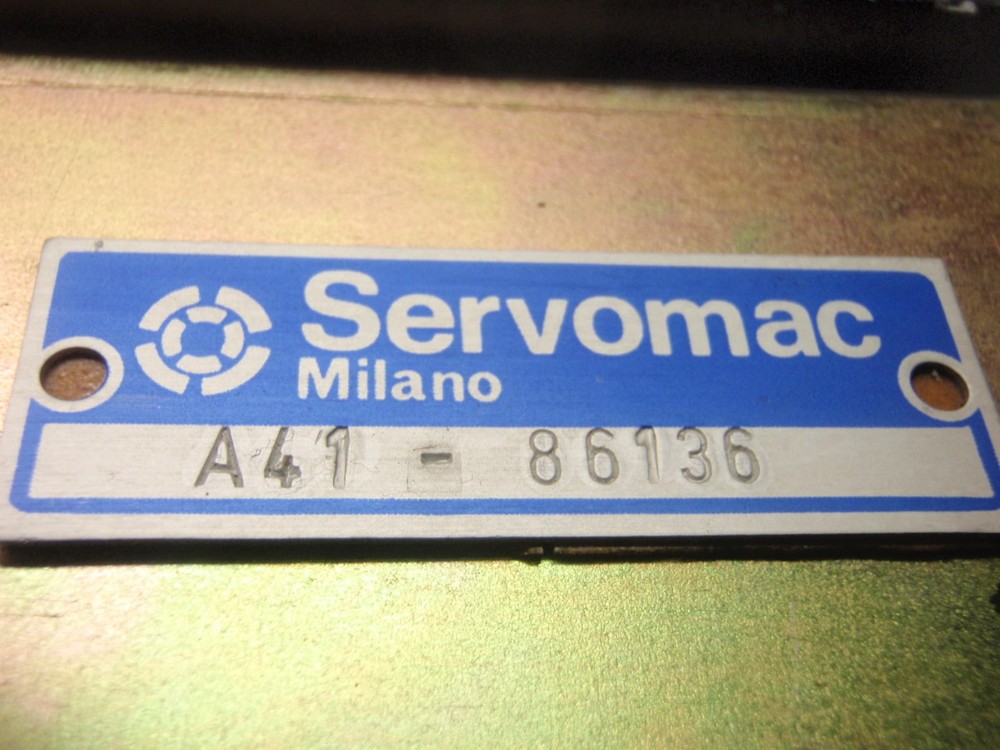 Servomac
Milano
A41 - 86136